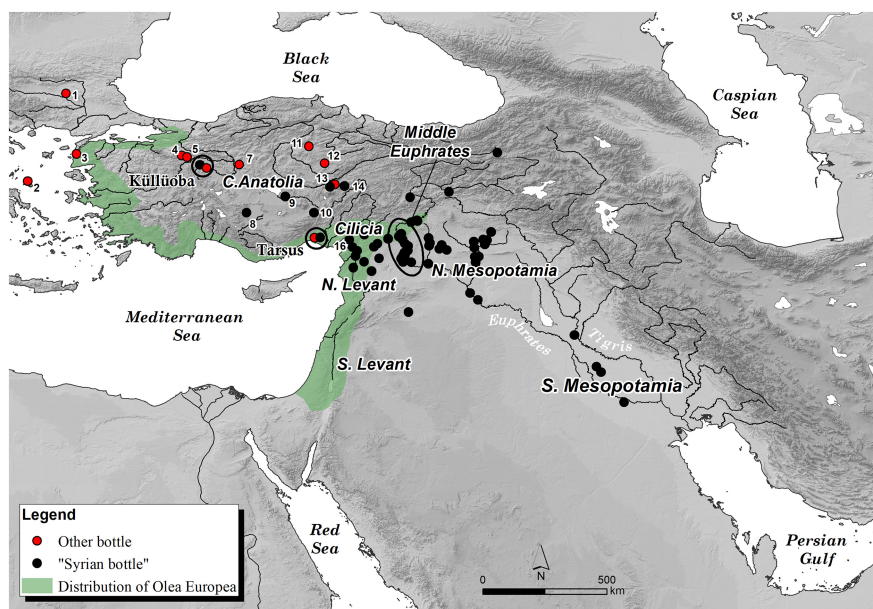 Black
Sea
Caspian
Sea
1
Middle
Euphrates
11
4
5
3
12
7
13
14
2
Küllüoba
C.Anatolia
9
8
10
Cilicia
Tarsus
16
N. Mesopotamia
N. Levant
Mediterranean
Sea
Euphrates
Tigris
S. Levant
S. Mesopotamia
Legend
Other bottle
"Syrian bottle"
Distribution of Olea Europea
Red
Sea
Persian
Gulf
N
0
500
km